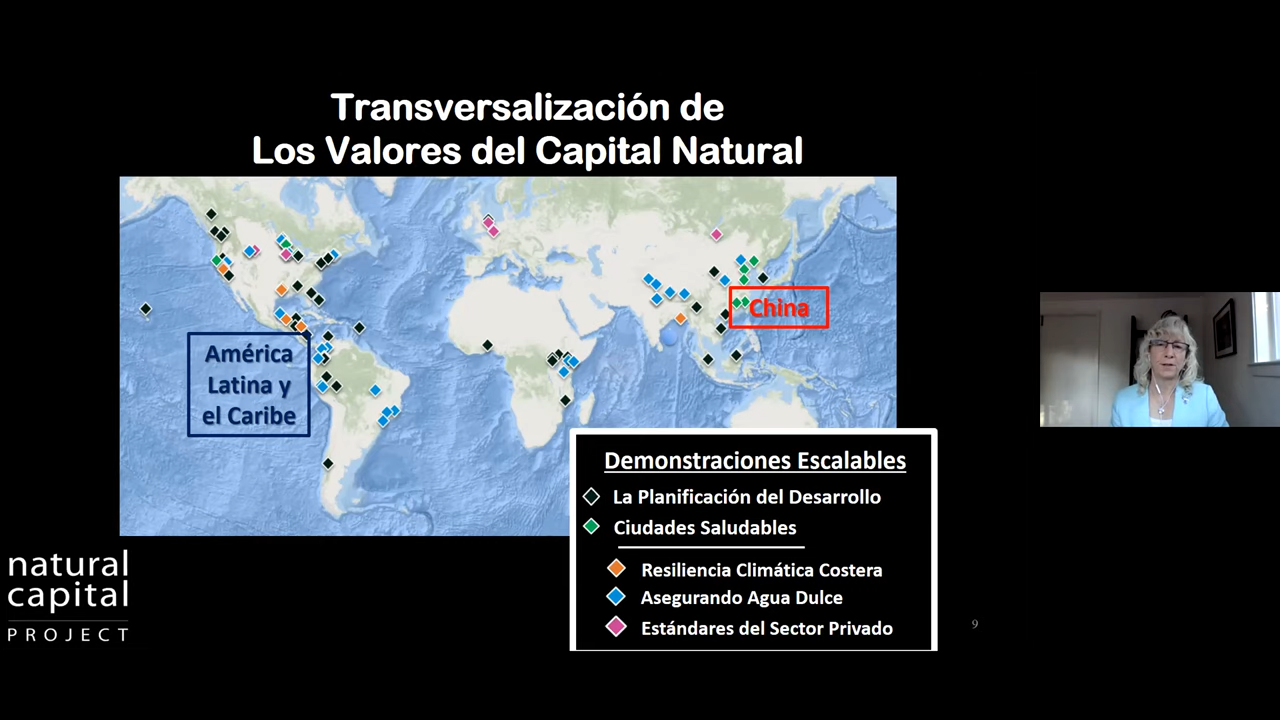 Transversalización de
Los Valores del Capital Natural
América
Latina y
el Caribe
China
Demonstraciones Escalables
La Planificación del Desarrollo
Ciudades Saludables
Resiliencia Climática Costera
Asegurando Agua Dulce
Estándares del Sector Privado
natural
capital
PROJECT
9